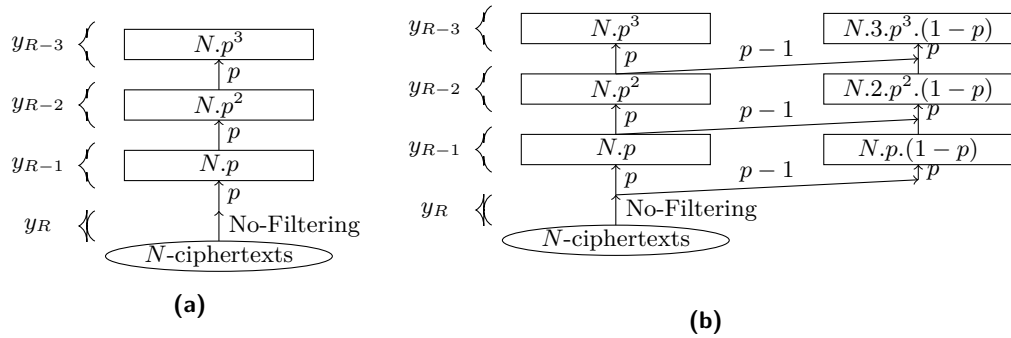 y_{R-3}
N.p^3
p
y_{R-2}
N.p^2
p
y_{R-1}
N.p
p
y_R
No-Filtering
N-ciphertexts
(a)
y_{R-3}
N.p^3
N.3.p^3.(1 − p)
p
p − 1
p
y_{R-2}
N.p^2
N.2.p^2.(1 − p)
p
p − 1
p
y_{R-1}
N.p
N.p.(1 − p)
p
p − 1
p
y_R
No-Filtering
N-ciphertexts
(b)